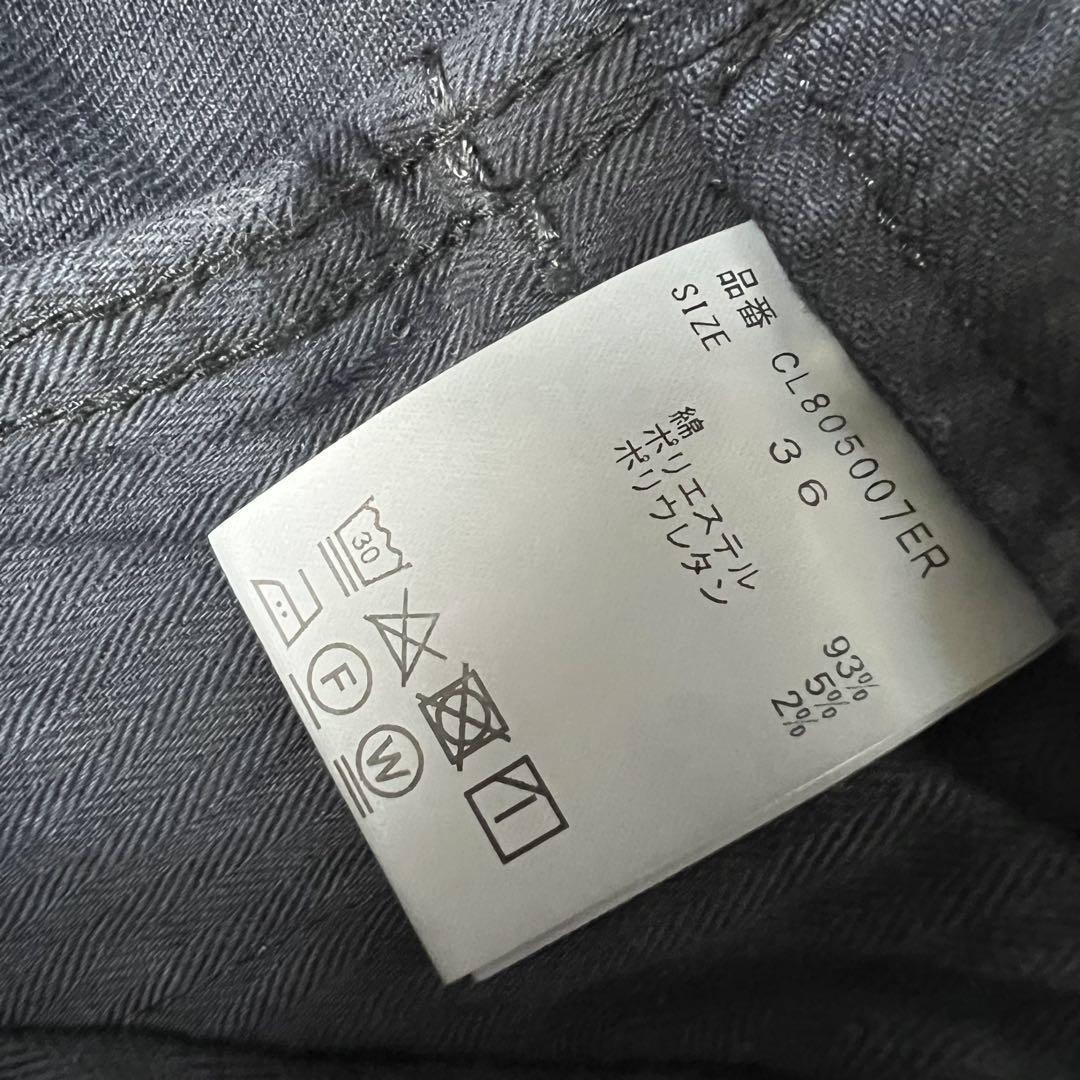 品番 CL805007ER
SIZE 36
綿 93%
ポリエステル 5%
ポリウレタン 2%
30
F
W